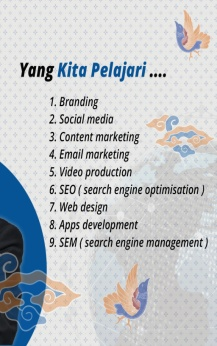 Yang Kita Pelajari ....
1. Branding
2. Social media
3. Content marketing
4. Email marketing
5. Video production
6. SEO ( search engine optimisation )
7. Web design
8. Apps development
9. SEM ( search engine management )